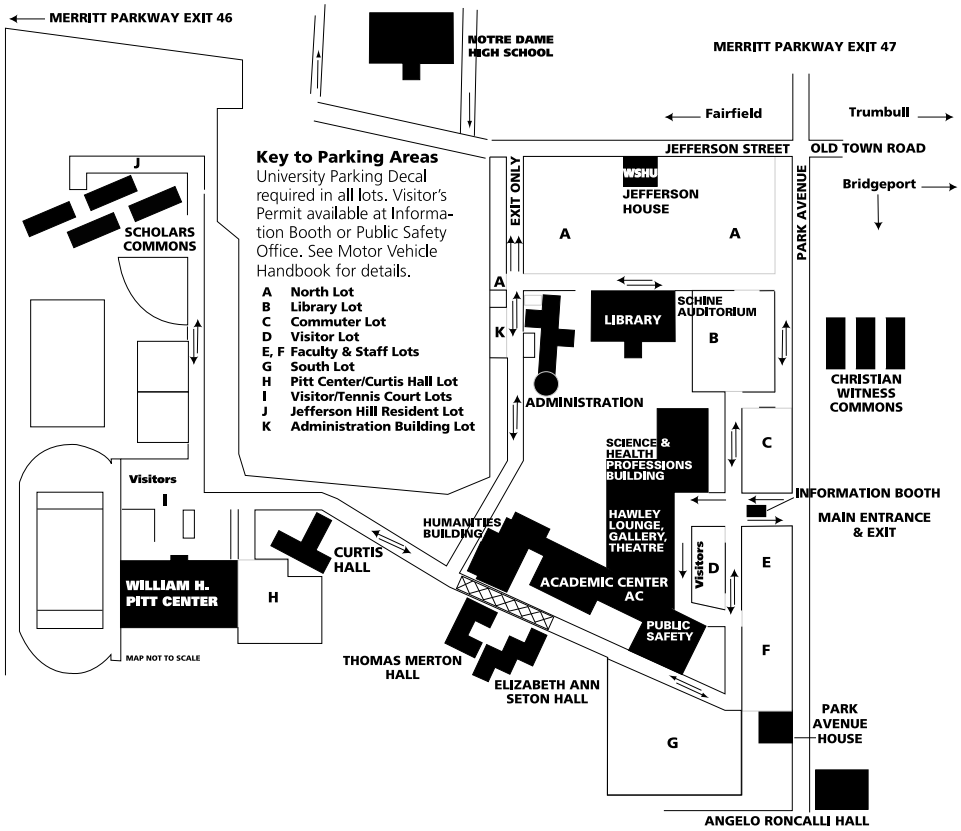 MERRITT PARKWAY EXIT 46
NOTRE DAME
HIGH SCHOOL
MERRITT PARKWAY EXIT 47
Fairfield
Trumbull
JEFFERSON STREET
OLD TOWN ROAD
Bridgeport
PARK AVENUE
EXIT ONLY
WSHU
JEFFERSON
HOUSE
A
A
J
SCHOLARS
COMMONS
Key to Parking Areas
University Parking Decal
required in all lots. Visitor's
Permit available at Informa-
tion Booth or Public Safety
Office. See Motor Vehicle
Handbook for details.
A North Lot
B Library Lot
C Commuter Lot
D Visitor Lot
E, F Faculty & Staff Lots
G South Lot
H Pitt Center/Curtis Hall Lot
I Visitor/Tennis Court Lots
J Jefferson Hill Resident Lot
K Administration Building Lot
A
K
LIBRARY
SCHINE
AUDITORIUM
B
ADMINISTRATION
CHRISTIAN
WITNESS
COMMONS
SCIENCE &
HEALTH
PROFESSIONS
BUILDING
C
Visitors
I
INFORMATION BOOTH
MAIN ENTRANCE
& EXIT
HUMANITIES
BUILDING
HAWLEY
LOUNGE,
GALLERY,
THEATRE
CURTIS
HALL
Visitors
D
E
WILLIAM H.
PITT CENTER
H
ACADEMIC CENTER
AC
PUBLIC
SAFETY
F
MAP NOT TO SCALE
THOMAS MERTON
HALL
ELIZABETH ANN
SETON HALL
G
PARK
AVENUE
HOUSE
ANGELO RONCALLI HALL